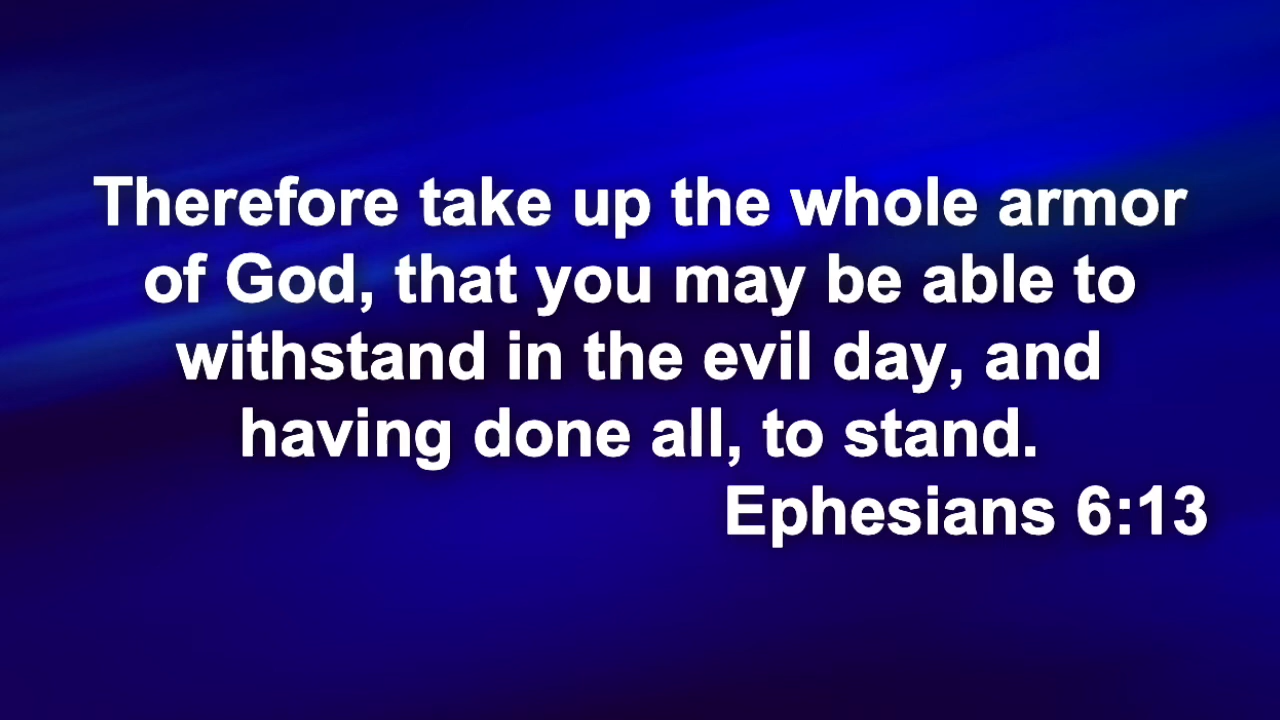 Therefore take up the whole armor
of God, that you may be able to
withstand in the evil day, and
having done all, to stand.
Ephesians 6:13